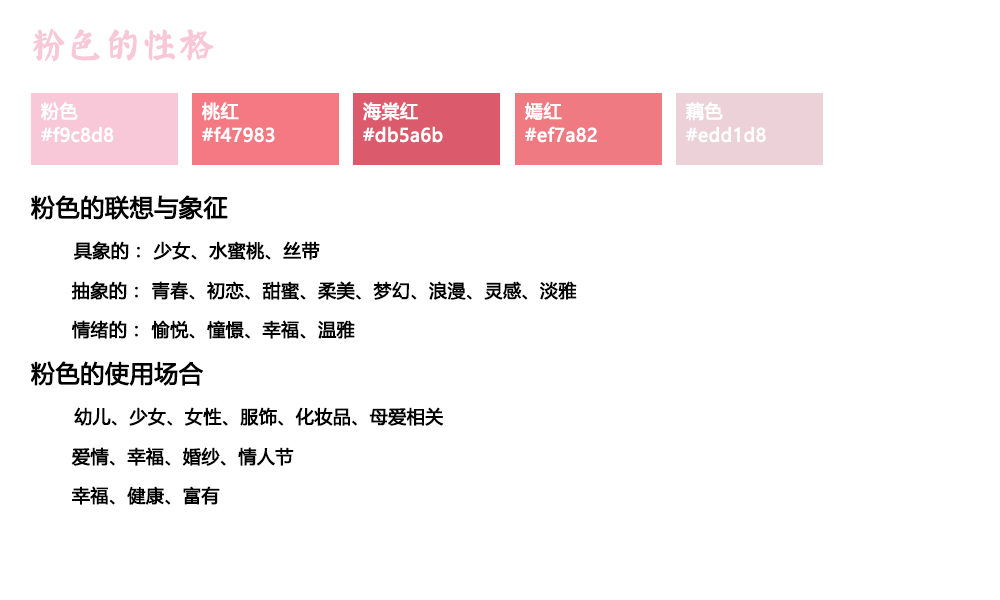 粉色的性格
粉色
#f9c8d8
桃红
#f47983
海棠红
#db5a6b
嫣红
#ef7a82
藕色
#edd1d8
粉色的联想与象征
具象的： 少女、水蜜桃、丝带
抽象的： 青春、初恋、甜蜜、柔美、梦幻、浪漫、灵感、淡雅
情绪的： 愉悦、憧憬、幸福、温雅
粉色的使用场合
幼儿、少女、女性、服饰、化妆品、母爱相关
爱情、幸福、婚纱、情人节
幸福、健康、富有